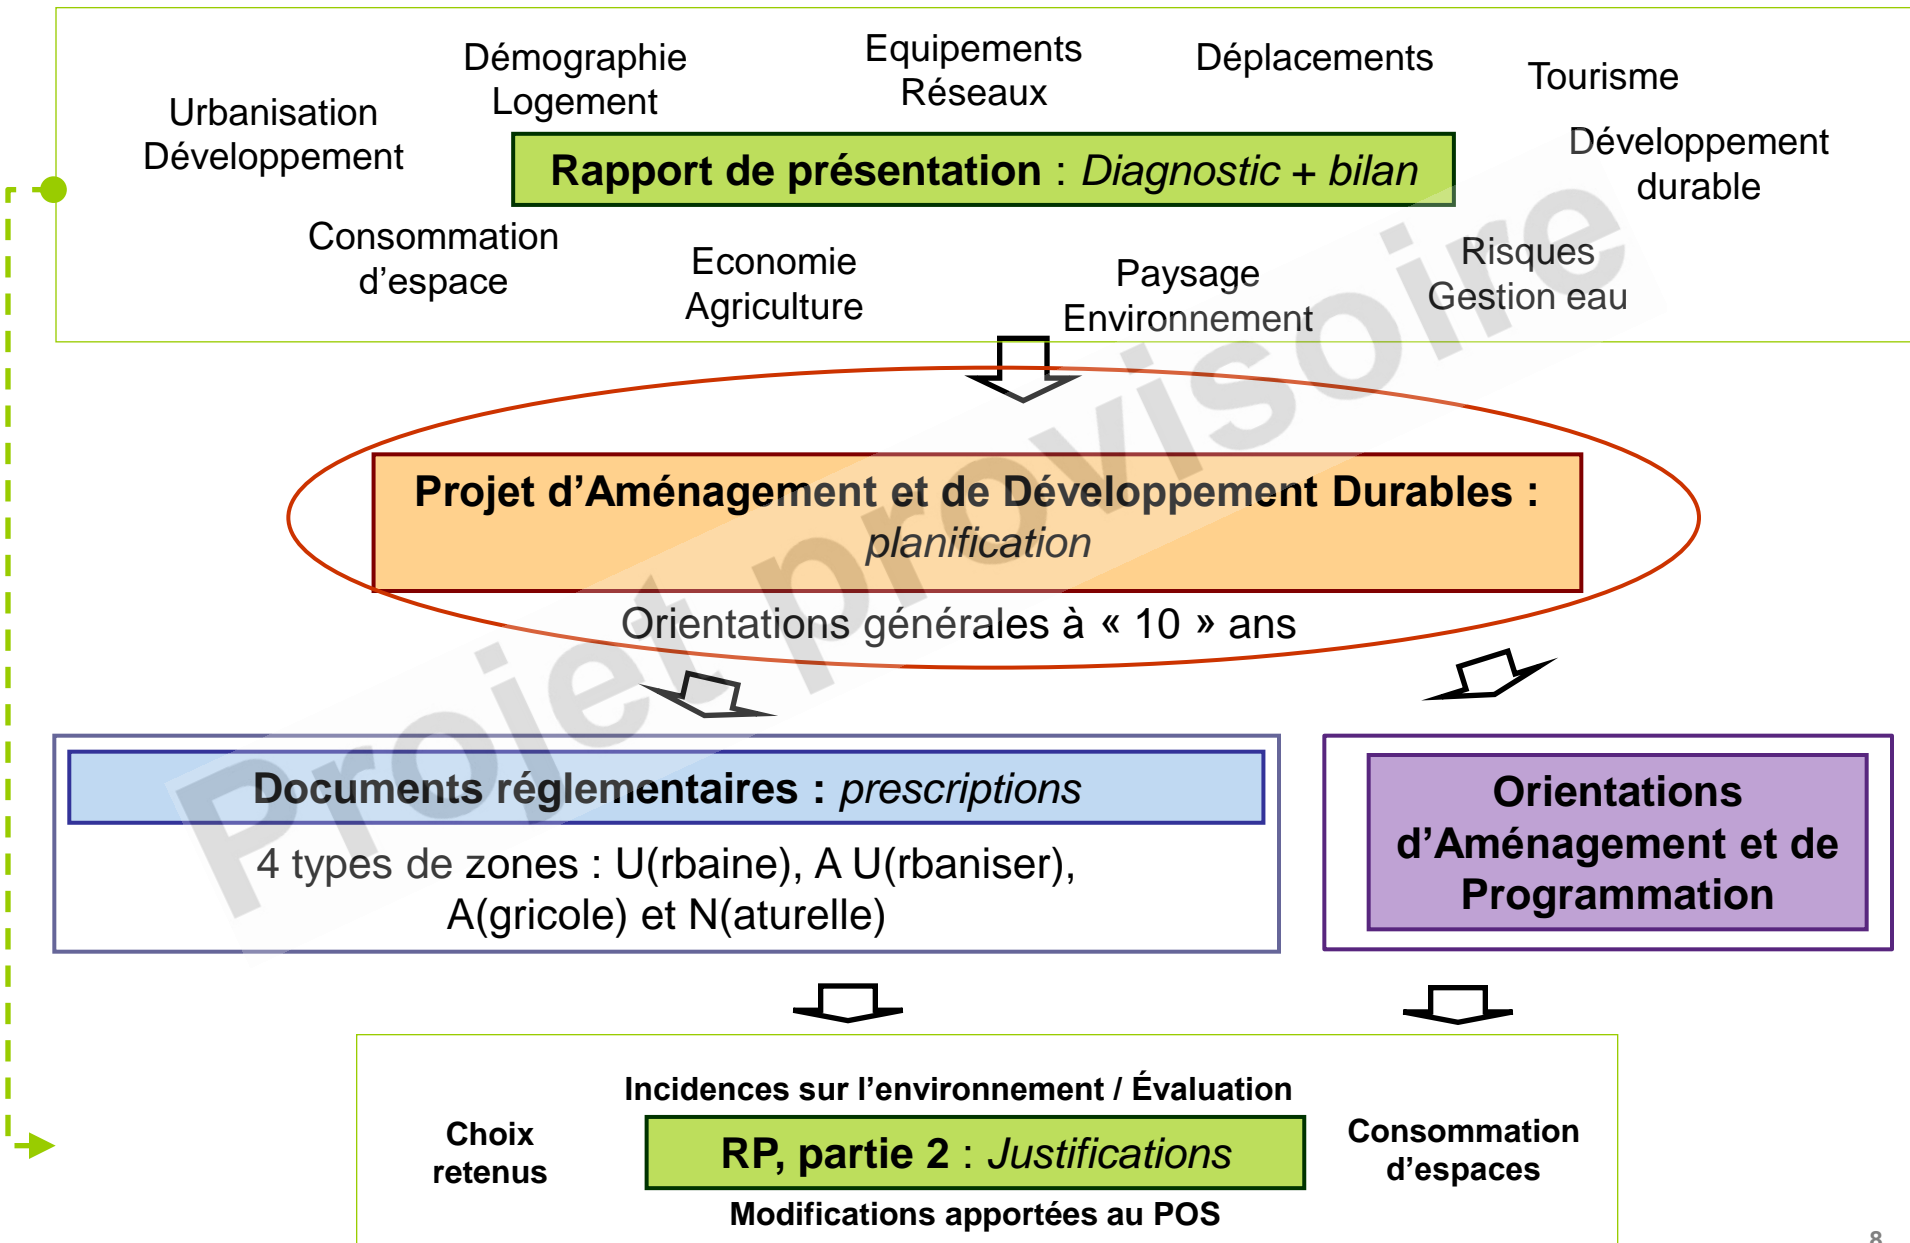 Démographie
Logement
Equipements
Réseaux
Déplacements
Tourisme
Urbanisation
Développement
Développement
durable
Rapport de présentation : Diagnostic + bilan
Consommation
d’espace
Economie
Agriculture
Paysage
Environnement
Risques
Gestion eau
Projet d’Aménagement et de Développement Durables :
planification
Orientations générales à « 10 » ans
Documents réglementaires : prescriptions
4 types de zones : U(rbaine), A U(rbaniser),
A(gricole) et N(aturelle)
Orientations
d’Aménagement et de
Programmation
Incidences sur l’environnement / Évaluation
Choix
retenus
RP, partie 2 : Justifications
Consommation
d’espaces
Modifications apportées au POS
8
Projet provisoire